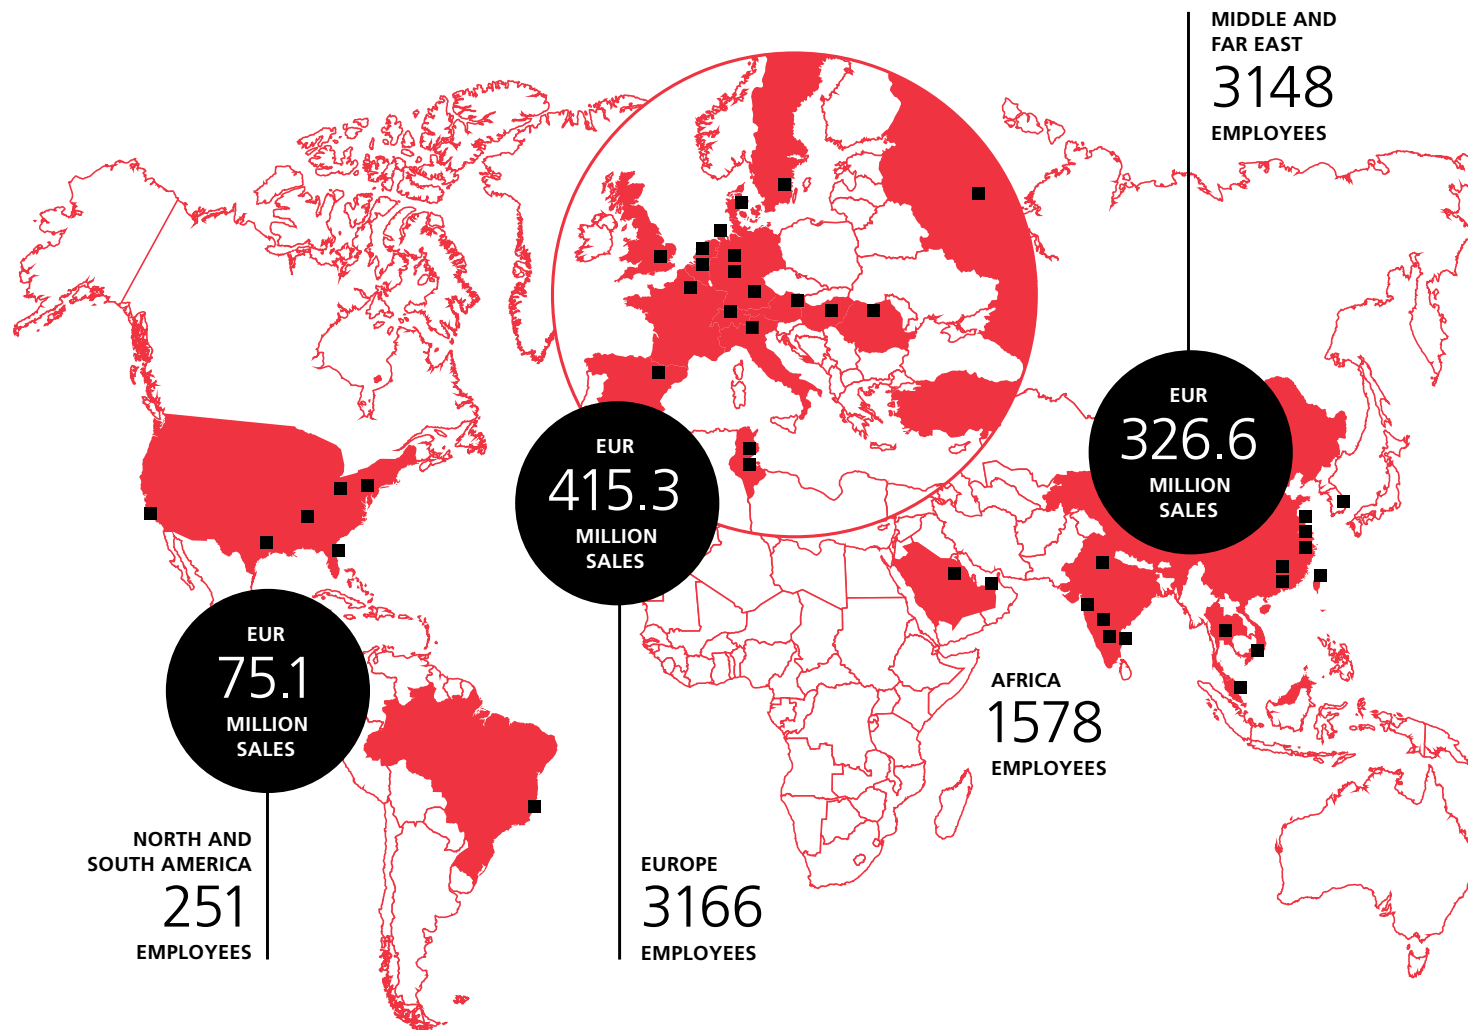 MIDDLE AND
FAR EAST
3148
EMPLOYEES
EUR
326.6
MILLION
SALES
EUR
415.3
MILLION
SALES
EUR
75.1
MILLION
SALES
AFRICA
1578
EMPLOYEES
NORTH AND
SOUTH AMERICA
251
EMPLOYEES
EUROPE
3166
EMPLOYEES